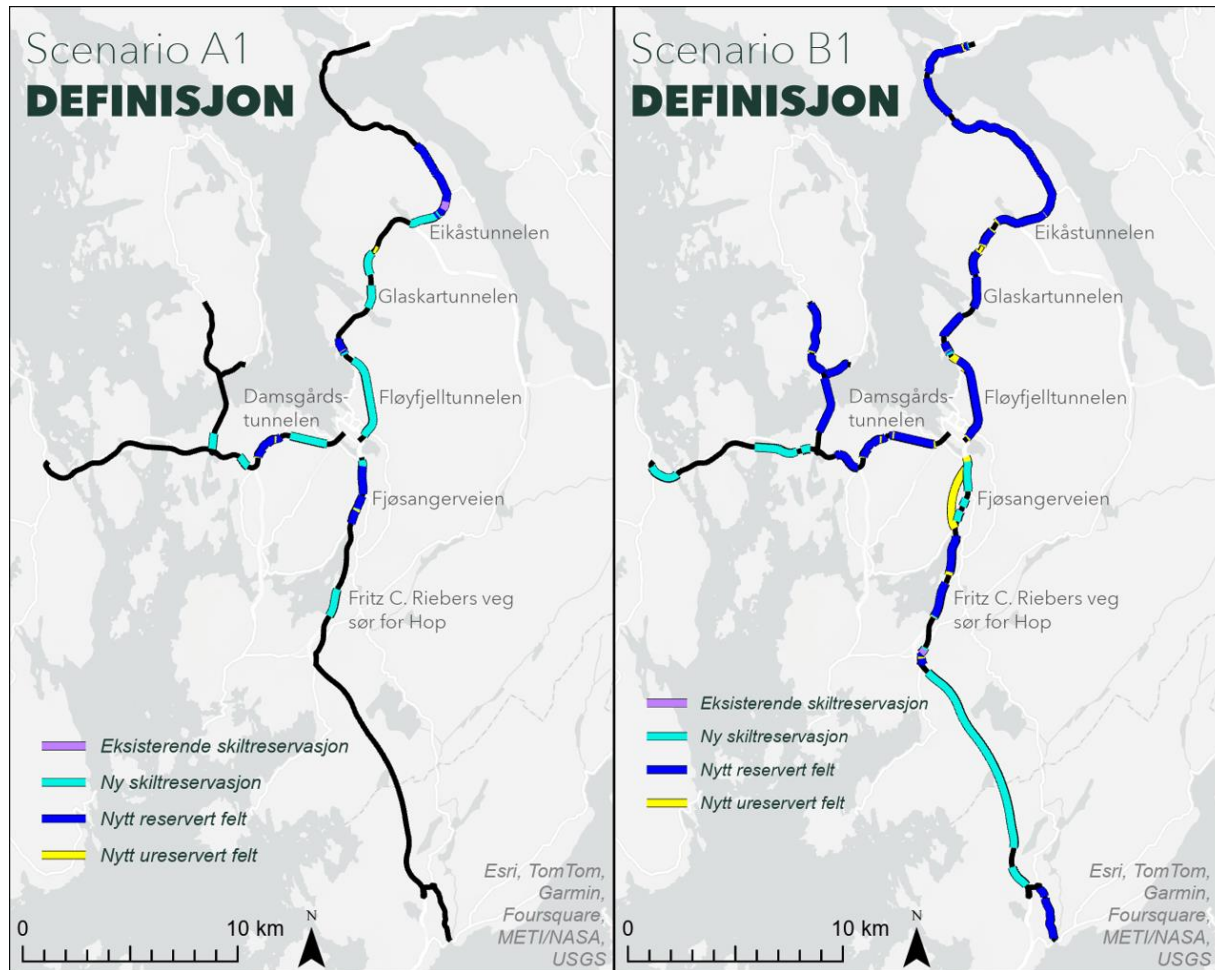 Scenario A1
DEFINISJON
Eikåstunnelen
Glaskartunnelen
Damsgårds-
tunnelen
Fløyfjelltunnelen
Fjøsangerveien
Fritz C. Riebers veg
sør for Hop
Eksisterende skiltreservasjon
Ny skiltreservasjon
Nytt reservert felt
Nytt ureservert felt
0 10 km
N
Esri, TomTom,
Garmin,
Foursquare,
METI/NASA,
USGS
Scenario B1
DEFINISJON
Eikåstunnelen
Glaskartunnelen
Damsgårds-
tunnelen
Fløyfjelltunnelen
Fjøsangerveien
Fritz C. Riebers veg
sør for Hop
Eksisterende skiltreservasjon
Ny skiltreservasjon
Nytt reservert felt
Nytt ureservert felt
0 10 km
N
Esri, TomTom,
Garmin,
Foursquare,
METI/NASA,
USGS